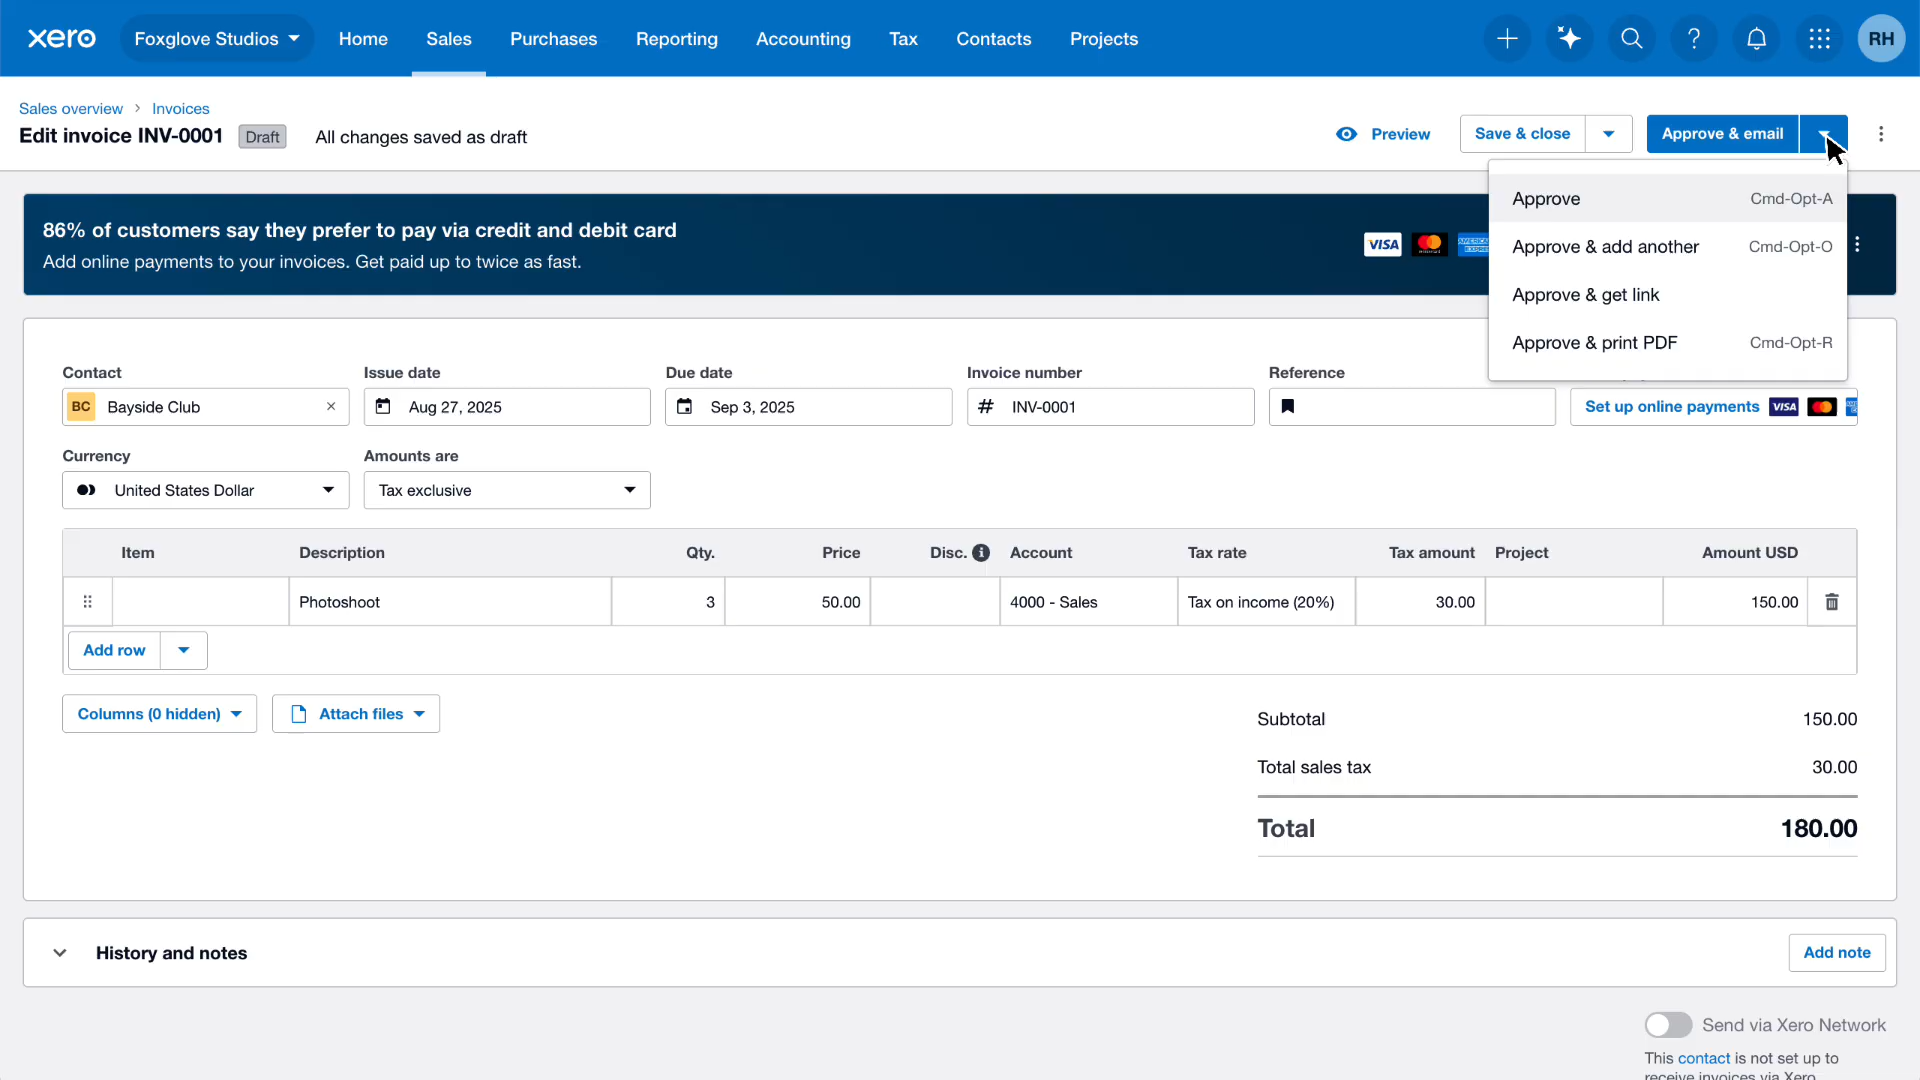 xero
Foxglove Studios
Home
Sales
Purchases
Reporting
Accounting
Tax
Contacts
Projects
RH
Sales overview
Invoices
Edit invoice INV-0001
Draft
All changes saved as draft
Preview
Save & close
Approve & email
Approve
Cmd-Opt-A
Approve & add another
Cmd-Opt-O
Approve & get link
Approve & print PDF
Cmd-Opt-R
86% of customers say they prefer to pay via credit and debit card
Add online payments to your invoices. Get paid up to twice as fast.
VISA
Contact
Issue date
Due date
Invoice number
Reference
BC
Bayside Club
Aug 27, 2025
Sep 3, 2025
INV-0001
Set up online payments
VISA
Currency
Amounts are
United States Dollar
Tax exclusive
Item
Description
Qty.
Price
Disc.
Account
Tax rate
Tax amount
Project
Amount USD
Photoshoot
3
50.00
4000 - Sales
Tax on income (20%)
30.00
150.00
Add row
Columns (0 hidden)
Attach files
Subtotal
150.00
Total sales tax
30.00
Total
180.00
History and notes
Add note
Send via Xero Network
This contact is not set up to
receive invoices via Xero